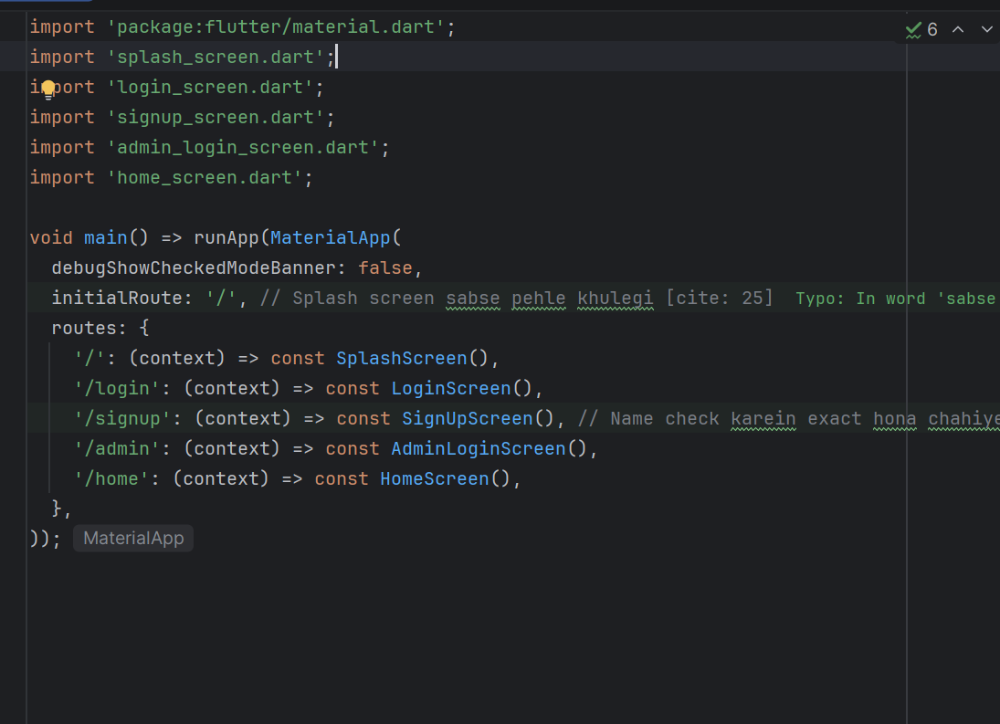 import 'package:flutter/material.dart';
6
import 'splash_screen.dart';
import 'login_screen.dart';
import 'signup_screen.dart';
import 'admin_login_screen.dart';
import 'home_screen.dart';
void main() => runApp(MaterialApp(
debugShowCheckedModeBanner: false,
initialRoute: '/', // Splash screen sabse pehle khulegi [cite: 25] Typo: In word 'sabse
routes: {
'/': (context) => const SplashScreen(),
'/login': (context) => const LoginScreen(),
'/signup': (context) => const SignUpScreen(), // Name check karein exact hona chahiye
'/admin': (context) => const AdminLoginScreen(),
'/home': (context) => const HomeScreen(),
},
)); MaterialApp